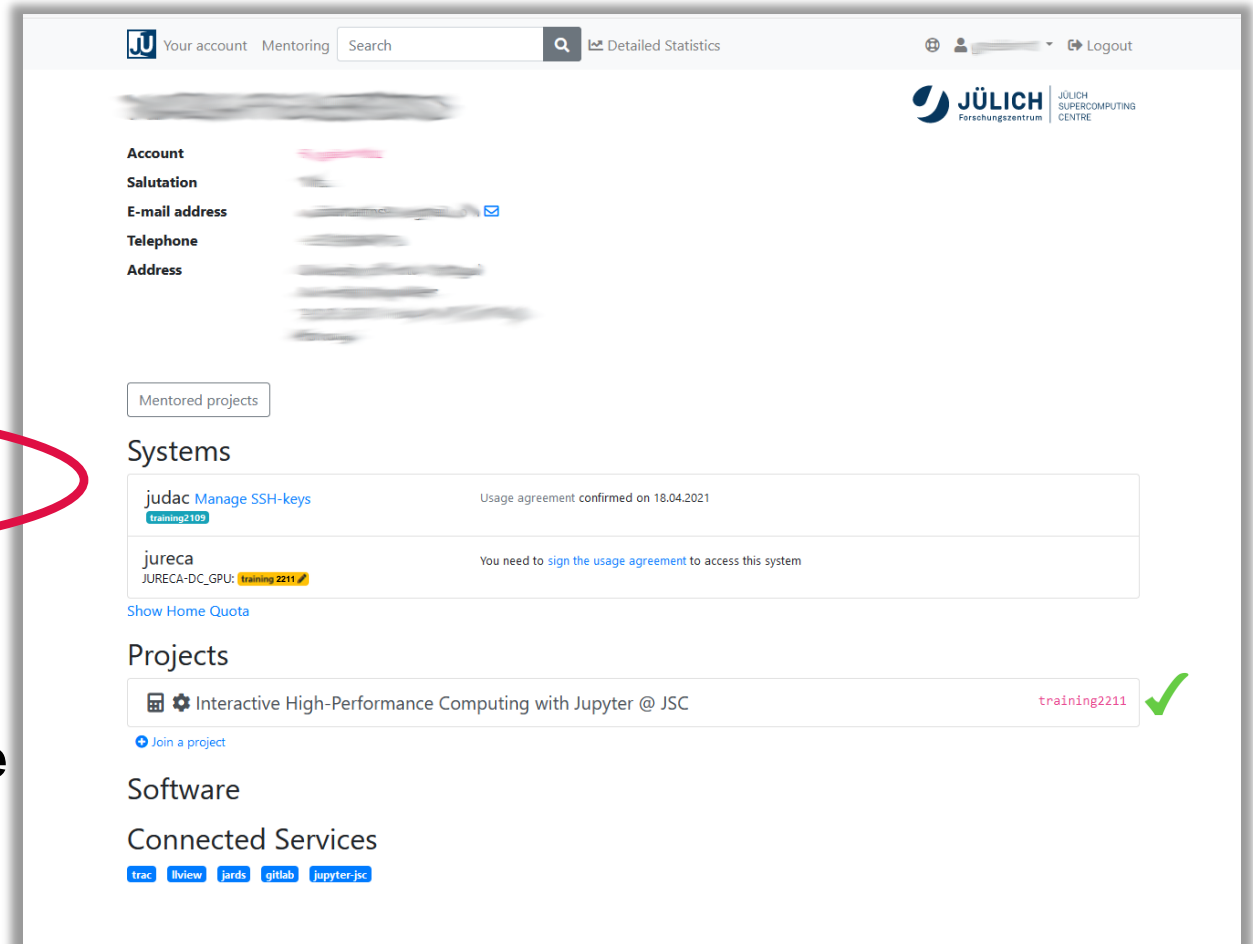 JU Your account Mentoring Search Detailed Statistics Logout
JÜLICH Forschungszentrum
JÜLICH
SUPERCOMPUTING
CENTRE
Account
Salutation
E-mail address
Telephone
Address
Mentored projects
Systems
judac Manage SSH-keys Usage agreement confirmed on 18.04.2021
training2109
jureca You need to sign the usage agreement to access this system
JURECA-DC_GPU: training 2211
Show Home Quota
Projects
Interactive High-Performance Computing with Jupyter @ JSC training2211
Join a project
e
Software
Connected Services
trac llview jards gitlab jupyter-jsc